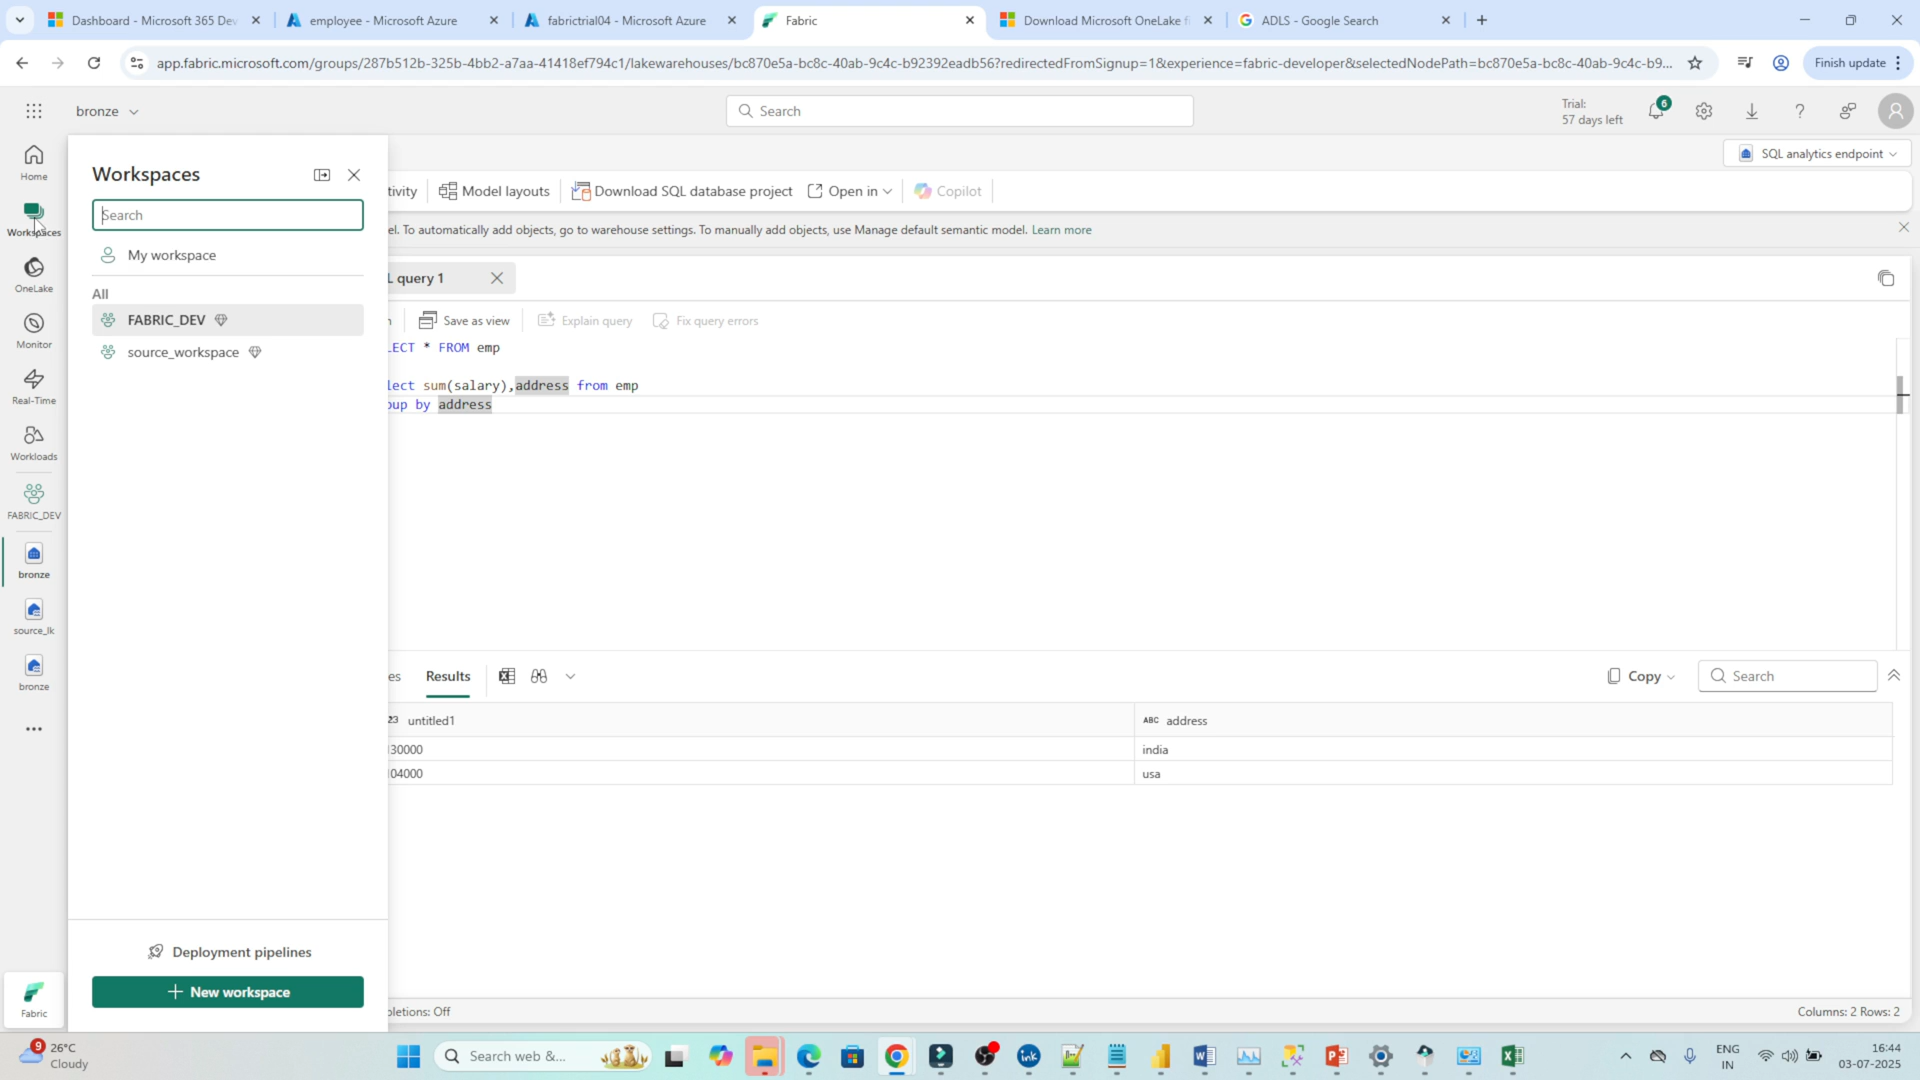 Dashboard - Microsoft 365 Dev
employee - Microsoft Azure
fabrictrial04 - Microsoft Azure
Fabric
Download Microsoft OneLake fi
ADLS - Google Search
app.fabric.microsoft.com/groups/287b512b-325b-4bb2-a7aa-41418ef794c1/lakewarehouses/bc870e5a-bc8c-40ab-9c4c-b92392eadb56?redirectedFromSignup=1&experience=fabric-developer&selectedNodePath=bc870e5a-bc8c-40ab-9c4c-b9...
Finish update
bronze
Search
Trial:
57 days left
6
Home
Workspaces
OneLake
Monitor
Real-Time
Workloads
FABRIC_DEV
bronze
source_lk
bronze
Fabric
Workspaces
Search
My workspace
All
FABRIC_DEV
source_workspace
Deployment pipelines
New workspace
SQL analytics endpoint
tivity
Model layouts
Download SQL database project
Open in
Copilot
el. To automatically add objects, go to warehouse settings. To manually add objects, use Manage default semantic model. Learn more
L query 1
Save as view
Explain query
Fix query errors
LECT * FROM emp
lect sum(salary),address from emp
oup by address
es
Results
Copy
Search
23 untitled1
ABC address
30000
india
04000
usa
pletions: Off
Columns: 2 Rows: 2
9
26°C
Cloudy
Search web &...
ink
ENG
IN
16:44
03-07-2025